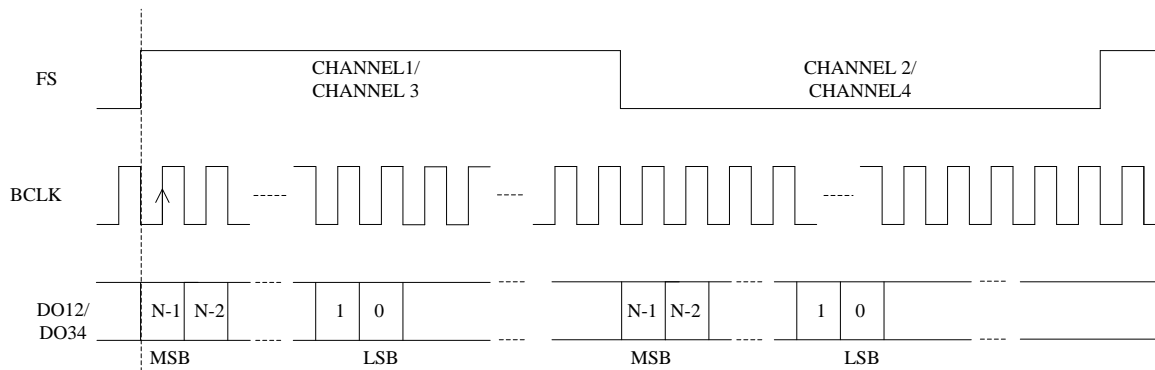 FS
CHANNEL1/
CHANNEL 3
CHANNEL 2/
CHANNEL4
BCLK
DO12/
DO34
N-1 N-2 1 0 N-1 N-2 1 0
MSB LSB MSB LSB